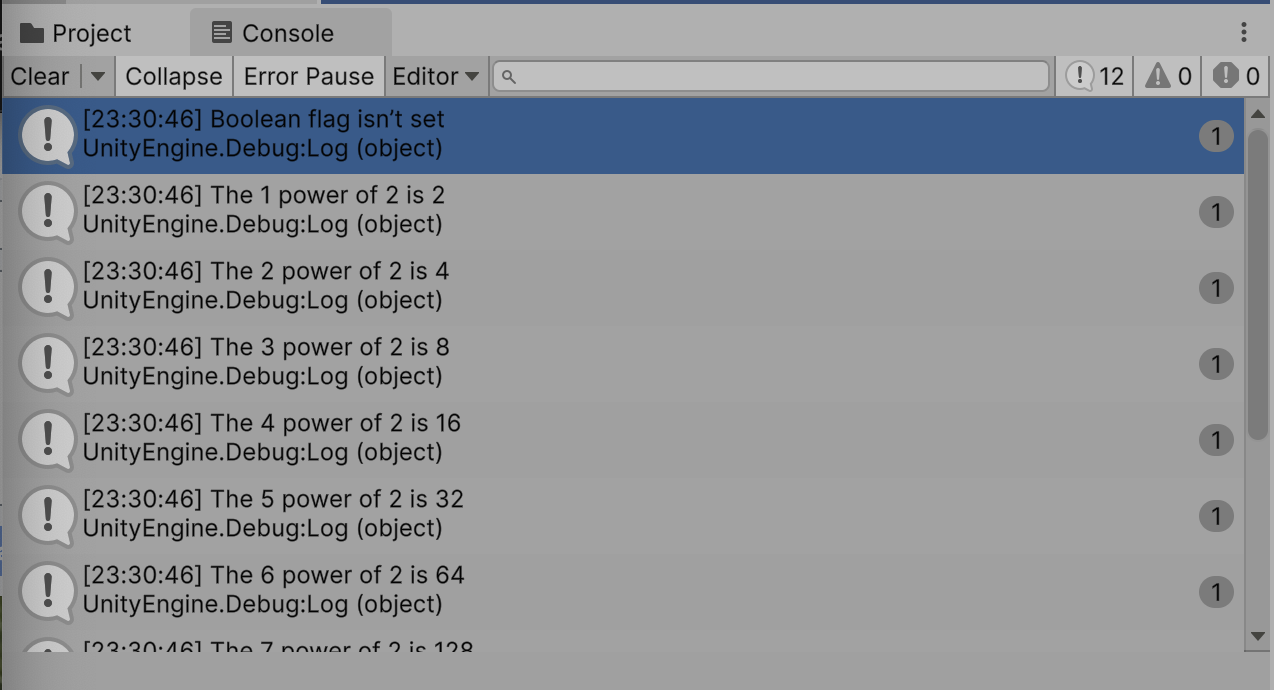 Project
Console
Clear
Collapse
Error Pause
Editor
12
0
0
[23:30:46] Boolean flag isn’t set
UnityEngine.Debug:Log (object)
1
[23:30:46] The 1 power of 2 is 2
UnityEngine.Debug:Log (object)
1
[23:30:46] The 2 power of 2 is 4
UnityEngine.Debug:Log (object)
1
[23:30:46] The 3 power of 2 is 8
UnityEngine.Debug:Log (object)
1
[23:30:46] The 4 power of 2 is 16
UnityEngine.Debug:Log (object)
1
[23:30:46] The 5 power of 2 is 32
UnityEngine.Debug:Log (object)
1
[23:30:46] The 6 power of 2 is 64
UnityEngine.Debug:Log (object)
1
[23:30:46] The 7 power of 2 is 128